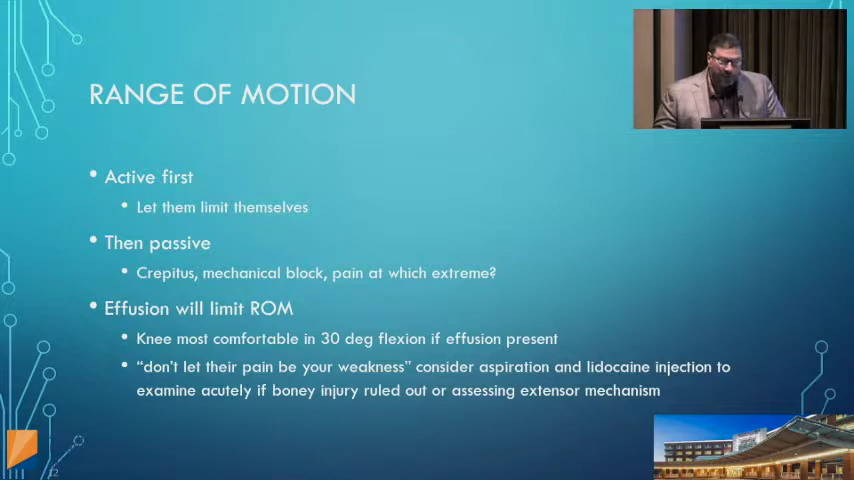 RANGE OF MOTION
• Active first
• Let them limit themselves
• Then passive
• Crepitus, mechanical block, pain at which extreme?
• Effusion will limit ROM
• Knee most comfortable in 30 deg flexion if effusion present
• “don’t let their pain be your weakness” consider aspiration and lidocaine injection to
examine acutely if boney injury ruled out or assessing extensor mechanism
12